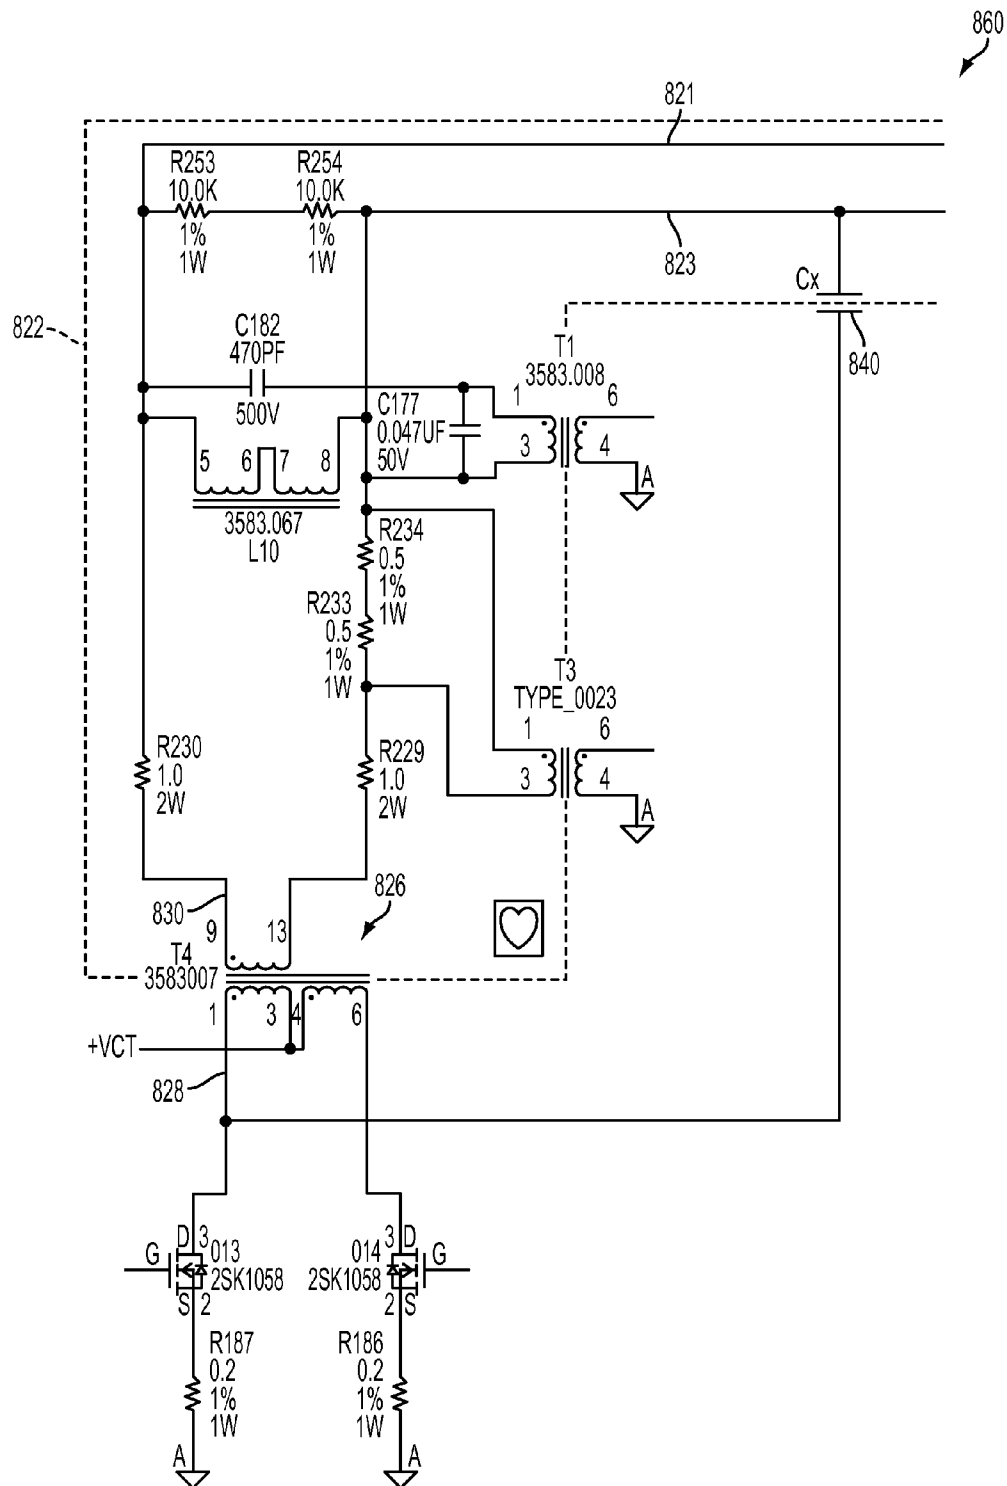 860
821
R253
10.0K
1%
1W
R254
10.0K
1%
1W
823
Cx
840
822
C182
470PF
500V
C177
0.047UF
50V
T1
3583.008
1
6
3
4
A
5
6
7
8
3583.067
L10
R234
0.5
1%
1W
R233
0.5
1%
1W
T3
TYPE_0023
1
6
3
4
A
R230
1.0
2W
R229
1.0
2W
830
826
9
13
T4
3583007
1
3
4
6
+VCT
828
D
3
G
013
2SK1058
S
2
3
D
G
014
2SK1058
2
S
R187
0.2
1%
1W
R186
0.2
1%
1W
A
A